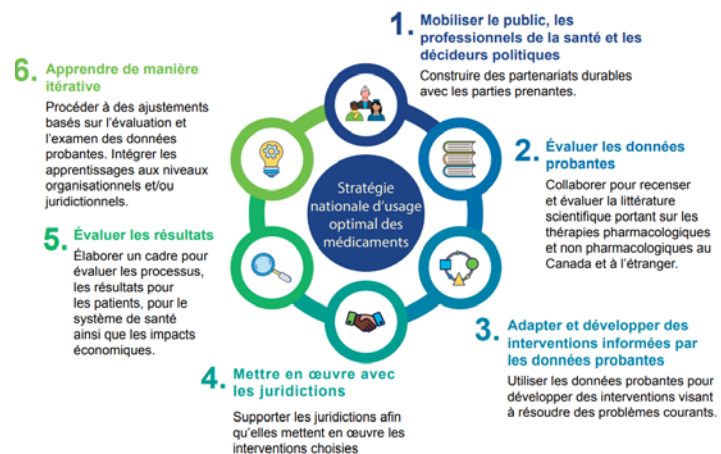 1. Mobiliser le public, les
professionnels de la santé et les
décideurs politiques
Construire des partenariats durables
avec les parties prenantes.
2. Évaluer les données
probantes
Collaborer pour recenser
et évaluer la littérature
scientifique portant sur les
thérapies pharmacologiques
et non pharmacologiques au
Canada et à l'étranger.
3. Adapter et développer des
interventions informées par
les données probantes
Utiliser les données probantes pour
développer des interventions visant
à résoudre des problèmes courants.
4. Mettre en œuvre avec
les juridictions
Supporter les juridictions afin
qu'elles mettent en œuvre les
interventions choisies
5. Évaluer les résultats
Élaborer un cadre pour
évaluer les processus,
les résultats pour
les patients, pour le
système de santé
ainsi que les impacts
économiques.
6. Apprendre de manière
itérative
Procéder à des ajustements
basés sur l'évaluation et
l'examen des données
probantes. Intégrer les
apprentissages aux niveaux
organisationnels et/ou
juridictionnels.
Stratégie
nationale d'usage
optimal des
médicaments